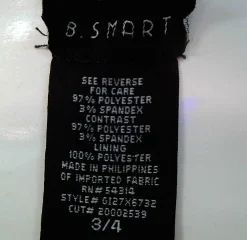 B. SMART
SEE REVERSE
FOR CARE
97% POLYESTER
3% SPANDEX
CONTRAST
97% POLYESTER
3% SPANDEX
LINING
100% POLYESTER
MADE IN PHILIPPINES
OF IMPORTED FABRIC
RN# 54314
STYLE# G127X6732
CUT# 20002539
3/4